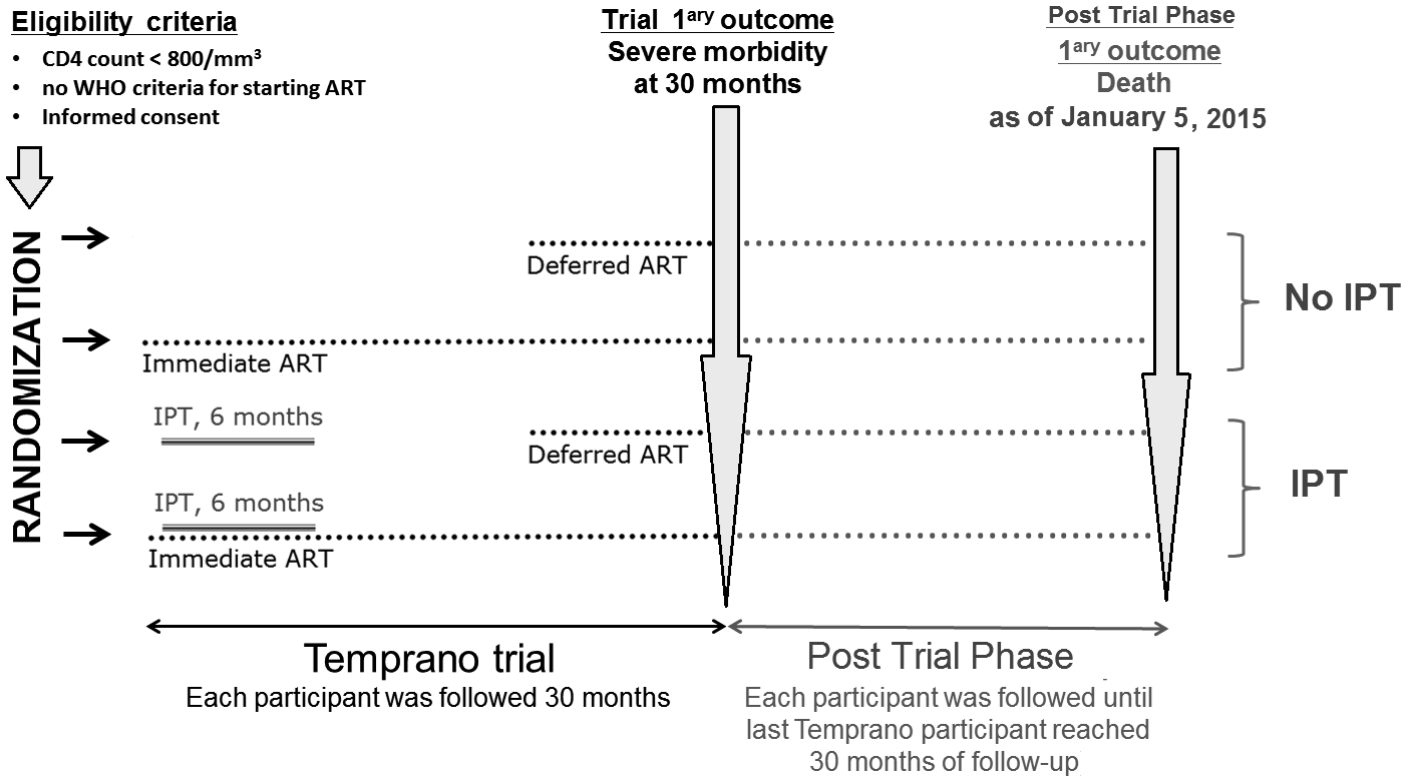 Eligibility criteria
• CD4 count < 800/mm³
• no WHO criteria for starting ART
• Informed consent
Trial 1ᵃʳʸ outcome
Severe morbidity
at 30 months
Post Trial Phase
1ᵃʳʸ outcome
Death
as of January 5, 2015
RANDOMIZATION
Deferred ART
Immediate ART
No IPT
IPT, 6 months
Deferred ART
IPT, 6 months
Immediate ART
IPT
Temprano trial
Each participant was followed 30 months
Post Trial Phase
Each participant was followed until
last Temprano participant reached
30 months of follow-up